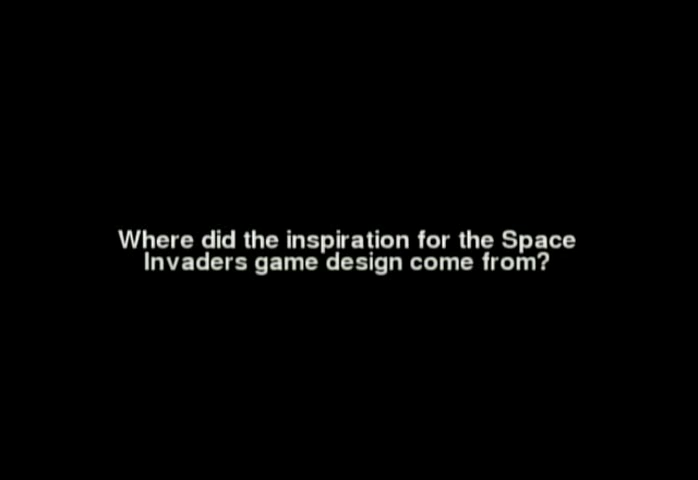 Where did the inspiration for the Space
Invaders game design come from?